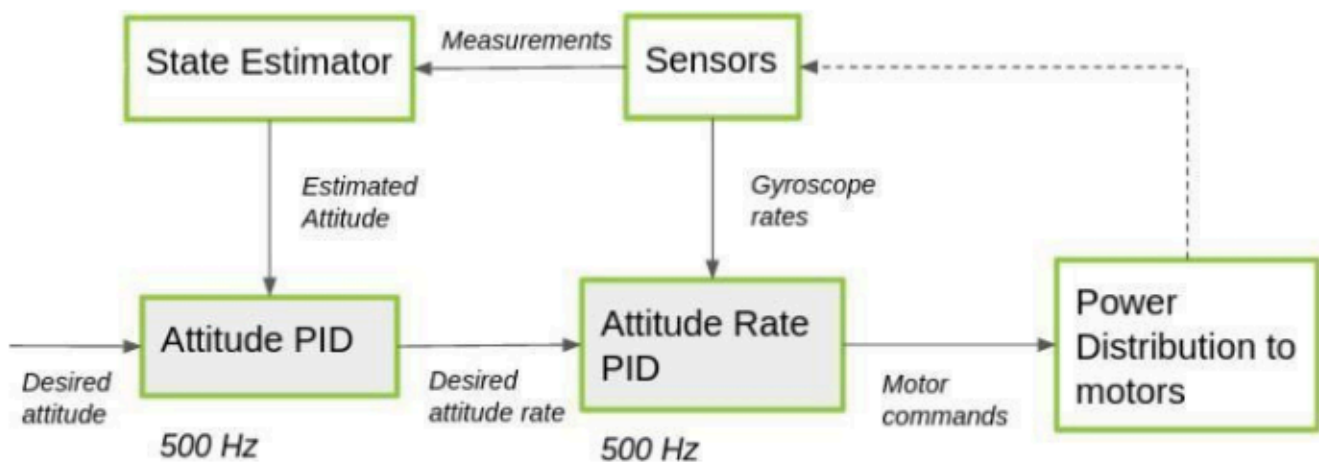 Measurements
State Estimator
Sensors
Estimated
Attitude
Gyroscope
rates
Attitude PID
Attitude Rate
PID
Power
Distribution to
motors
Desired
attitude
Desired
attitude rate
Motor
commands
500 Hz
500 Hz